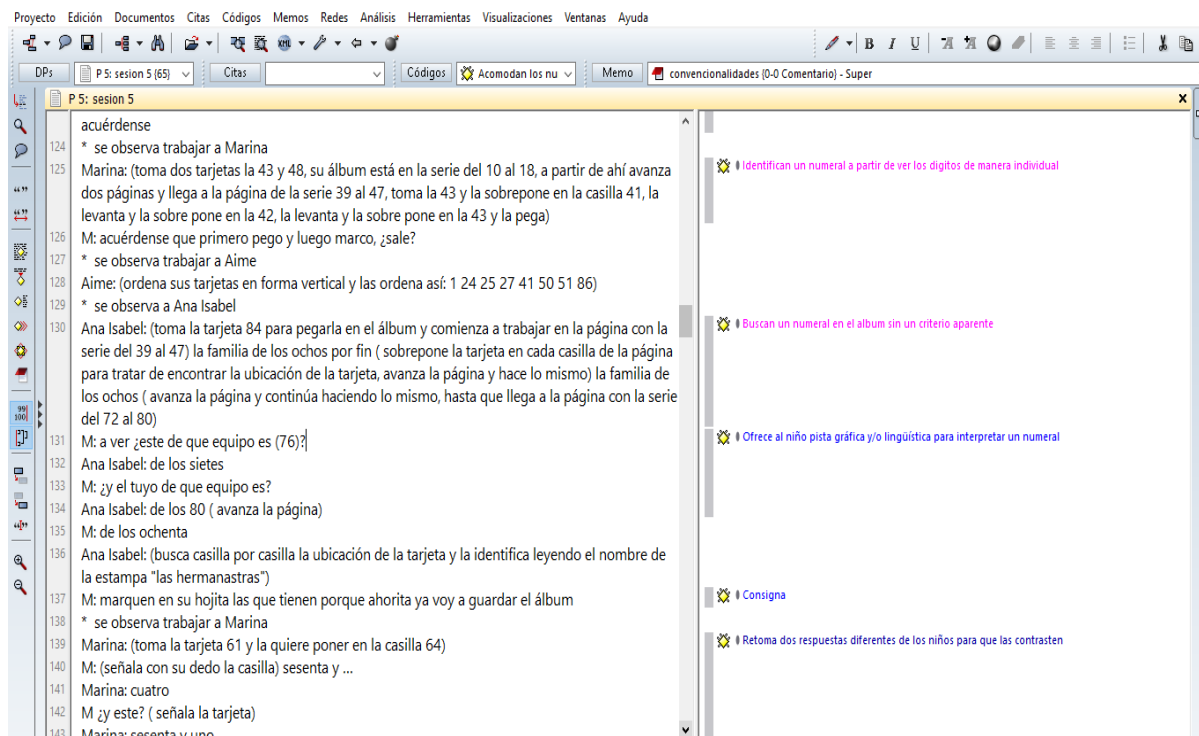 Proyecto Edición Documentos Citas Códigos Memos Redes Análisis Herramientas Visualizaciones Ventanas Ayuda
B I U
DPs P 5: sesion 5 {65} Citas Códigos Acomodan los nu Memo convencionalidades {0-0 Comentario} - Super
P 5: sesion 5
acuérdense
124 * se observa trabajar a Marina
125 Marina: (toma dos tarjetas la 43 y 48, su álbum está en la serie del 10 al 18, a partir de ahí avanza
dos páginas y llega a la página de la serie 39 al 47, toma la 43 y la sobrepone en la casilla 41, la
levanta y la sobre pone en la 42, la levanta y la sobre pone en la 43 y la pega)
126 M: acuérdense que primero pego y luego marco, ¿sale?
127 * se observa trabajar a Aime
128 Aime: (ordena sus tarjetas en forma vertical y las ordena así: 1 24 25 27 41 50 51 86)
129 * se observa a Ana Isabel
130 Ana Isabel: (toma la tarjeta 84 para pegarla en el álbum y comienza a trabajar en la página con la
serie del 39 al 47) la familia de los ochos por fin ( sobrepone la tarjeta en cada casilla de la página
para tratar de encontrar la ubicación de la tarjeta, avanza la página y hace lo mismo) la familia de
los ochos ( avanza la página y continúa haciendo lo mismo, hasta que llega a la página con la serie
del 72 al 80)
131 M: a ver ¿este de que equipo es (76)?
132 Ana Isabel: de los sietes
133 M: ¿y el tuyo de que equipo es?
134 Ana Isabel: de los 80 ( avanza la página)
135 M: de los ochenta
136 Ana Isabel: (busca casilla por casilla la ubicación de la tarjeta y la identifica leyendo el nombre de
la estampa "las hermanastras")
137 M: marquen en su hojita las que tienen porque ahorita ya voy a guardar el álbum
138 * se observa trabajar a Marina
139 Marina: (toma la tarjeta 61 y la quiere poner en la casilla 64)
140 M: (señala con su dedo la casilla) sesenta y ...
141 Marina: cuatro
142 M ¿y este? ( señala la tarjeta)
143 Marina: sesenta y uno
Identifican un numeral a partir de ver los digitos de manera individual
Buscan un numeral en el album sin un criterio aparente
Ofrece al niño pista gráfica y/o lingüística para interpretar un numeral
Consigna
Retoma dos respuestas diferentes de los niños para que las contrasten